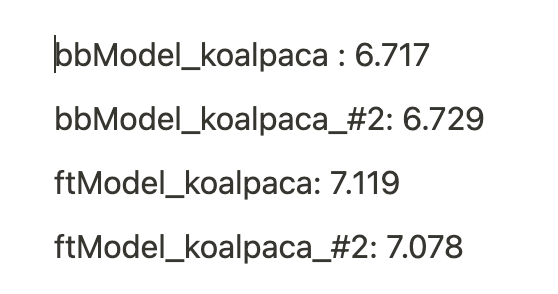 bbModel_koalpaca : 6.717
bbModel_koalpaca_#2: 6.729
ftModel_koalpaca: 7.119
ftModel_koalpaca_#2: 7.078